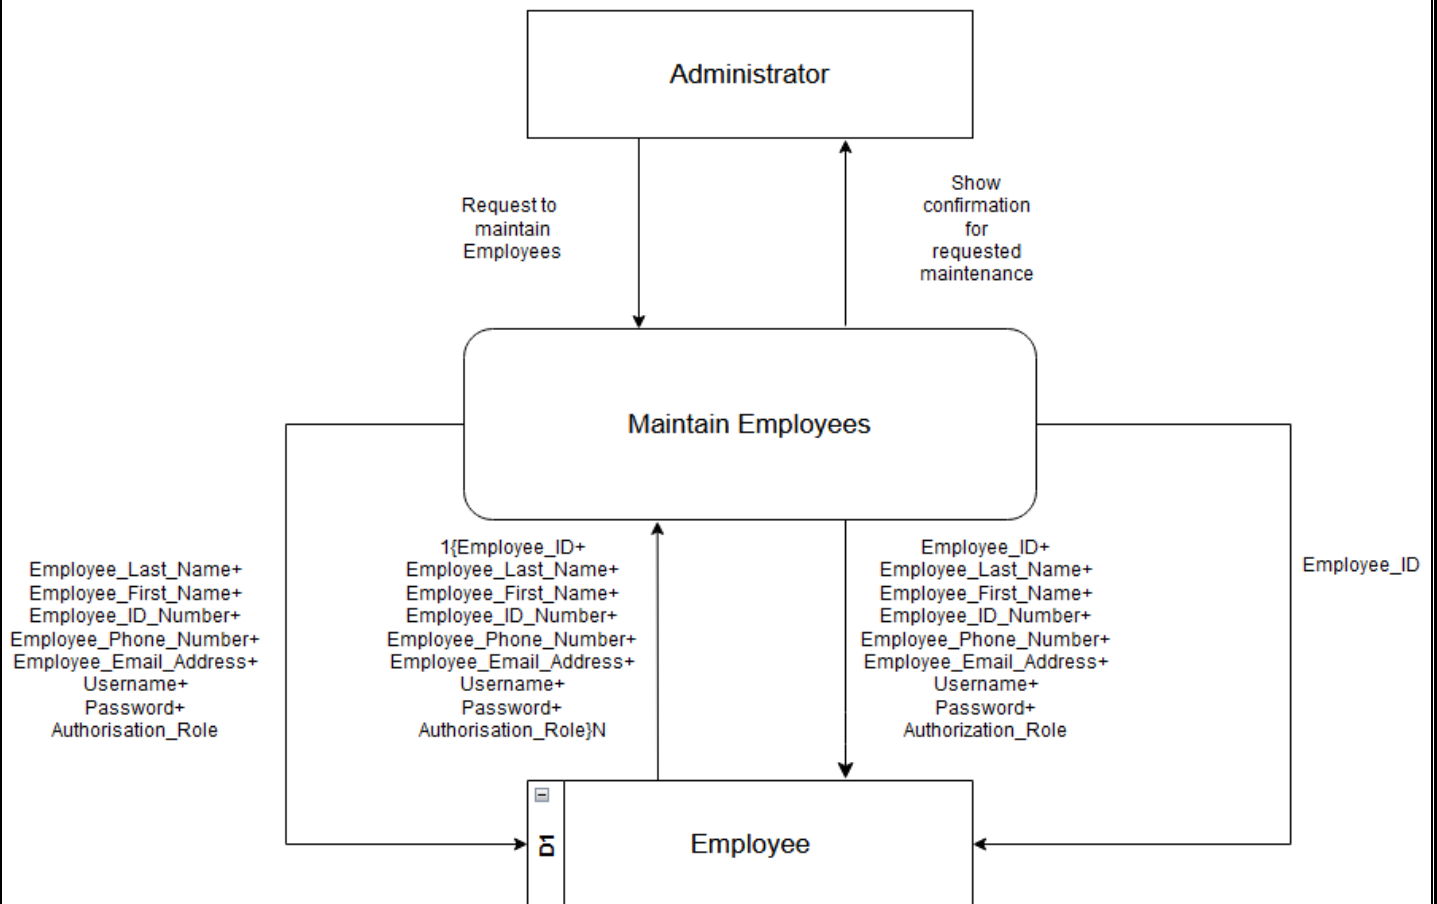 Administrator
Request to
maintain
Employees
Show
confirmation
for
requested
maintenance
Maintain Employees
Employee_Last_Name+
Employee_First_Name+
Employee_ID_Number+
Employee_Phone_Number+
Employee_Email_Address+
Username+
Password+
Authorisation_Role
1{Employee_ID+
Employee_Last_Name+
Employee_First_Name+
Employee_ID_Number+
Employee_Phone_Number+
Employee_Email_Address+
Username+
Password+
Authorisation_Role}N
Employee_ID+
Employee_Last_Name+
Employee_First_Name+
Employee_ID_Number+
Employee_Phone_Number+
Employee_Email_Address+
Username+
Password+
Authorization_Role
Employee_ID
D1
Employee